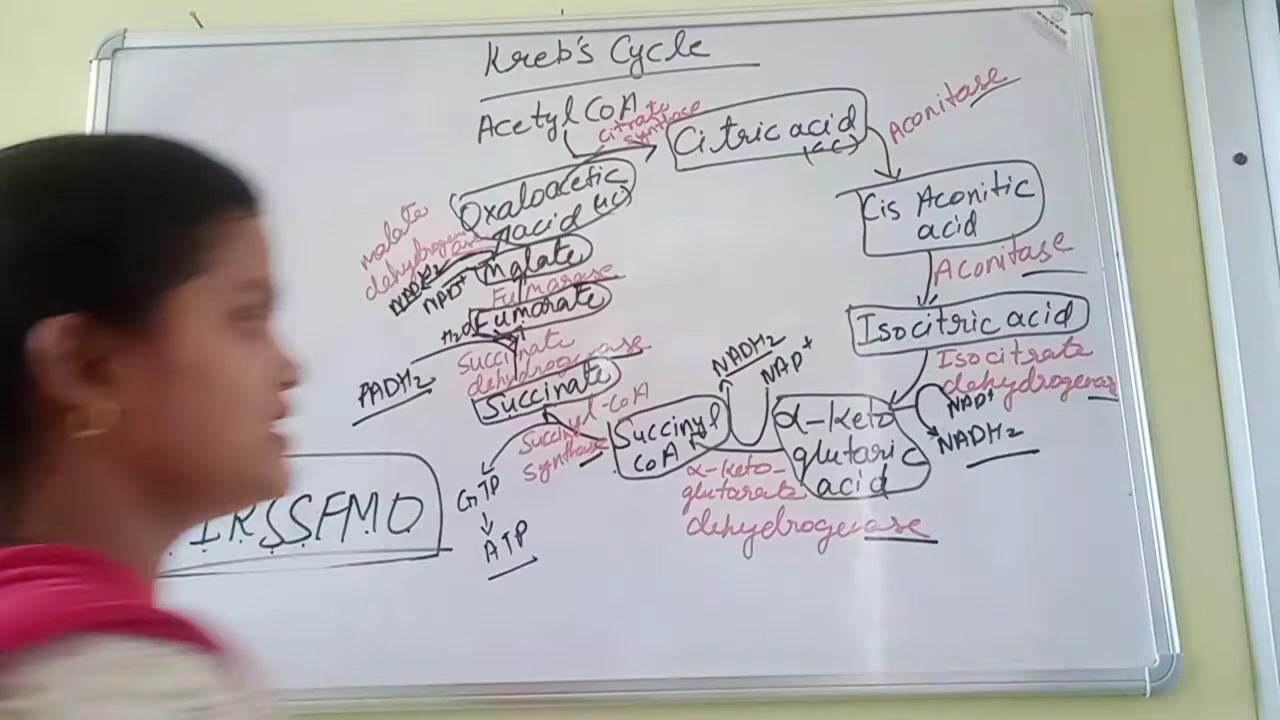 Kreb's Cycle
Acetyl CoA
citrate
synthase
Citric acid
(6C)
Aconitase
Cis Aconitic
acid
Aconitase
Isocitric acid
Isocitrate
dehydrogenase
NAD+
NADH2
α-Keto
glutaric
acid
α-keto-
glutarate
dehydrogenase
NAD+
NADH2
Succinyl
CoA
Succinyl-CoA
synthase
GTP
ATP
Succinate
Succinate
dehydrogenase
FADH2
Fumarate
H2O
Fumarase
Malate
malate
dehydrogenase
NADH2
NAD+
Oxaloacetic
acid (4C)
IKSSFMO